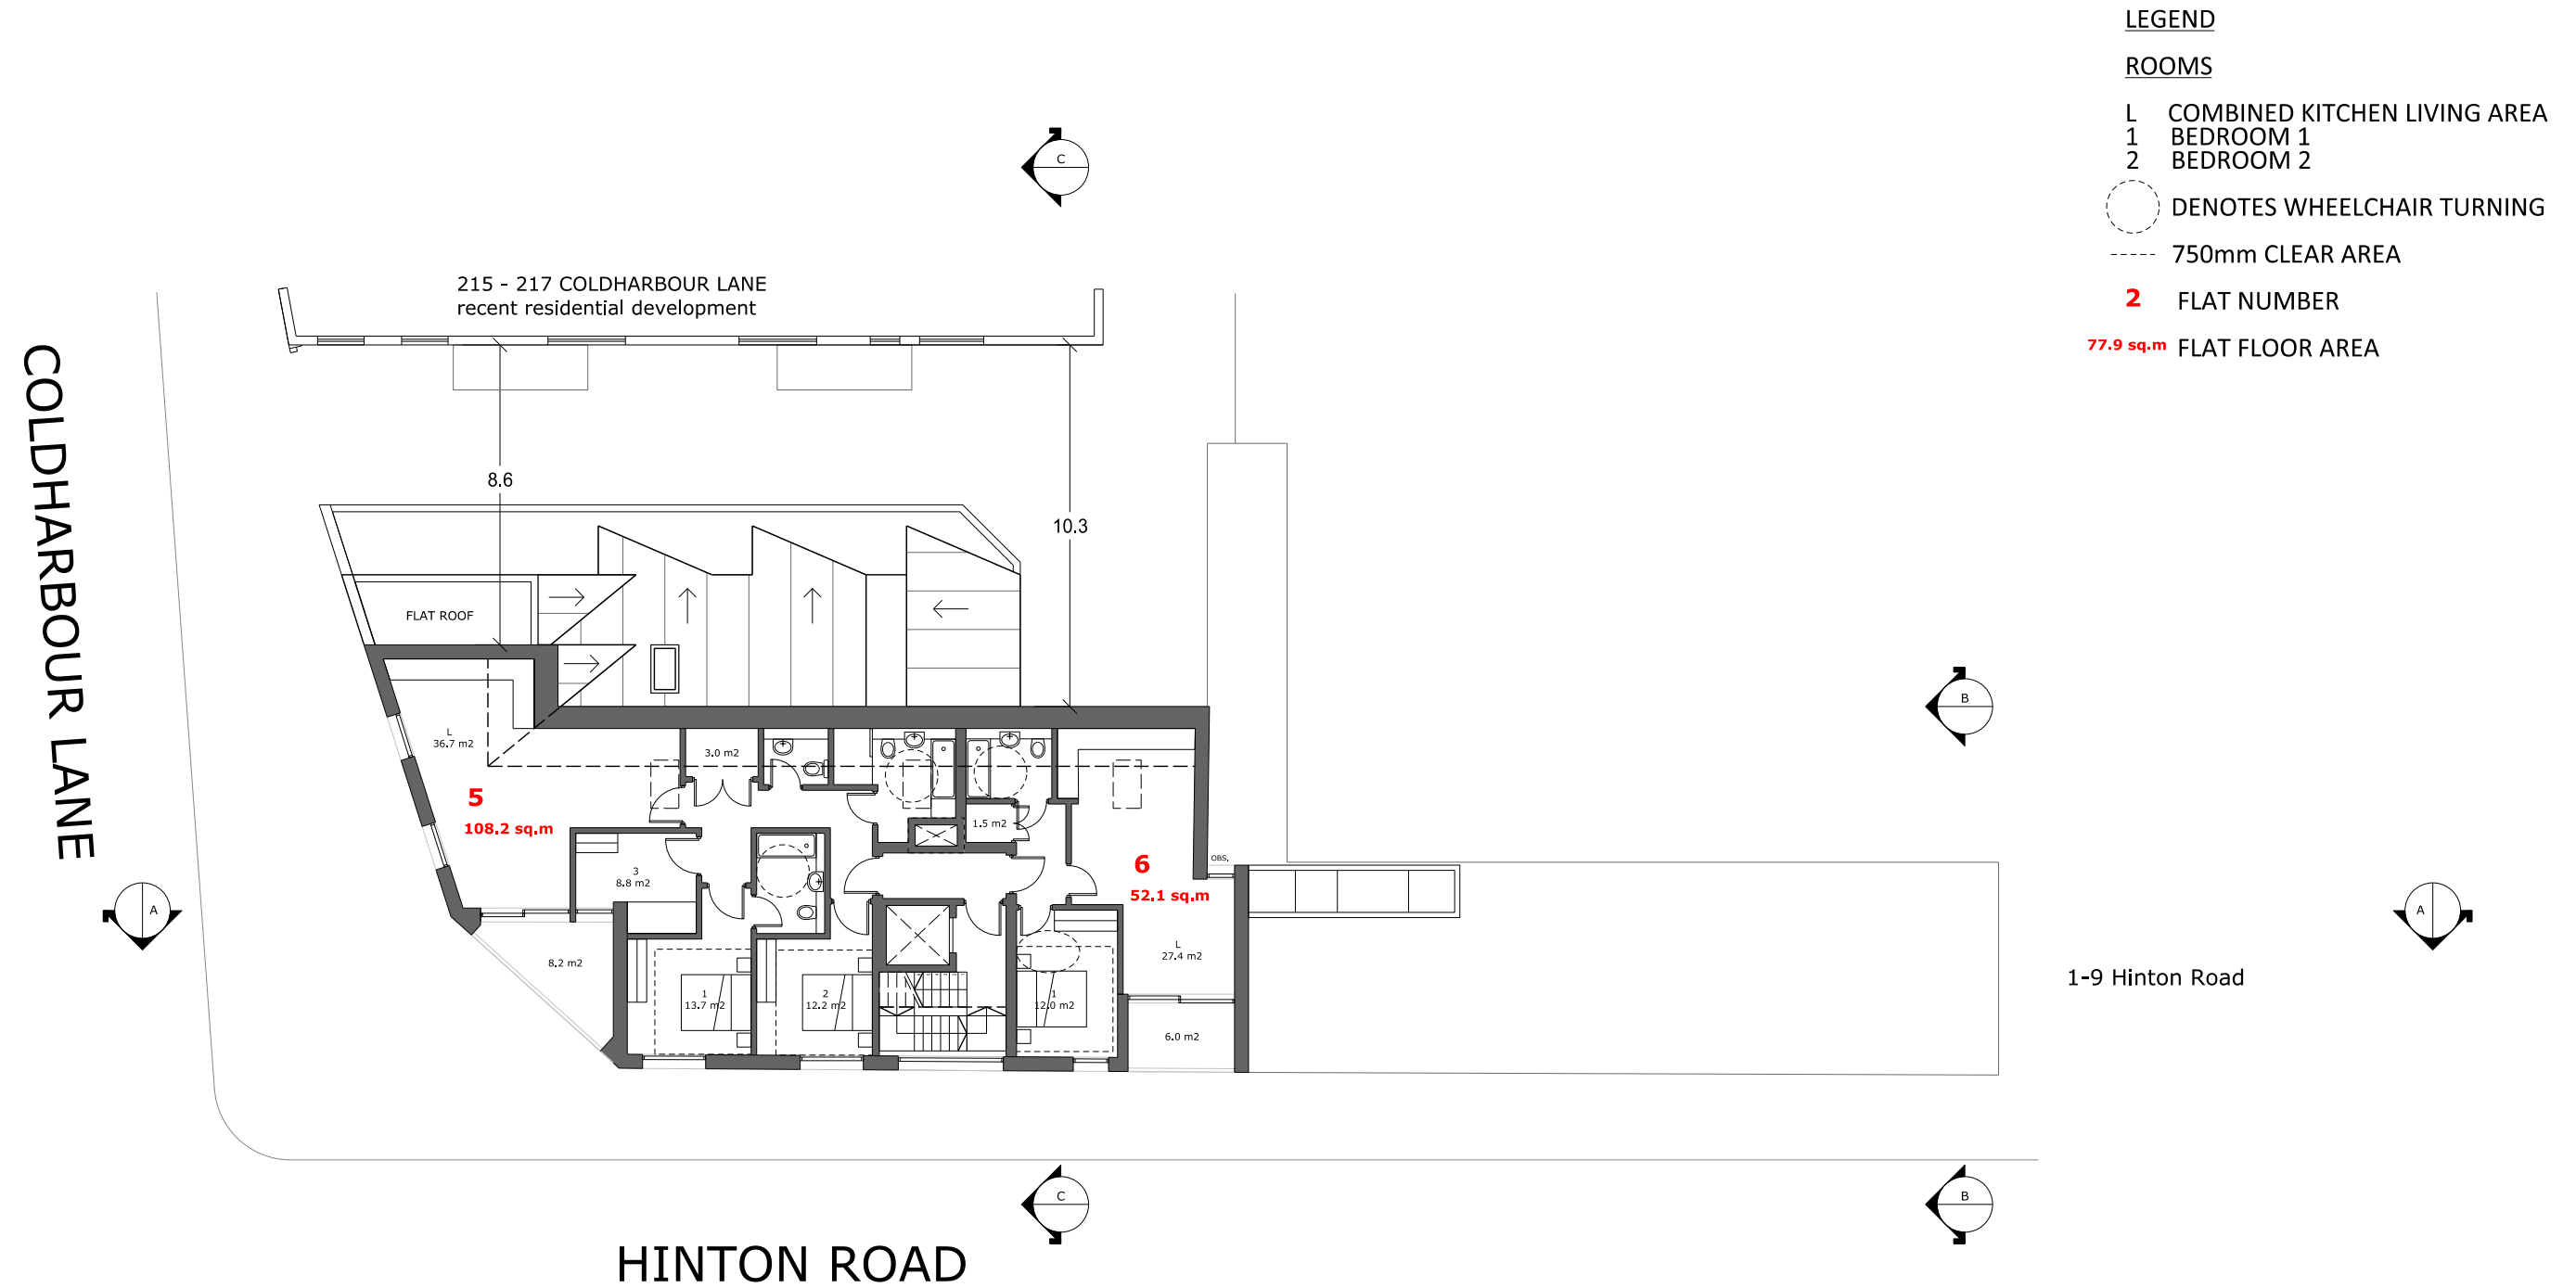 LEGEND
ROOMS
L COMBINED KITCHEN LIVING AREA
1 BEDROOM 1
2 BEDROOM 2
DENOTES WHEELCHAIR TURNING
750mm CLEAR AREA
2 FLAT NUMBER
77.9 sq.m FLAT FLOOR AREA
C
215 - 217 COLDHARBOUR LANE
recent residential development
COLDHARBOUR LANE
8.6
10.3
FLAT ROOF
B
L
36.7 m2
3.0 m2
5
108.2 sq.m
1.5 m2
6
52.1 sq.m
OBS.
3
8.8 m2
A
A
8.2 m2
L
27.4 m2
1-9 Hinton Road
1
13.7 m2
2
12.2 m2
1
12.0 m2
6.0 m2
C
B
HINTON ROAD